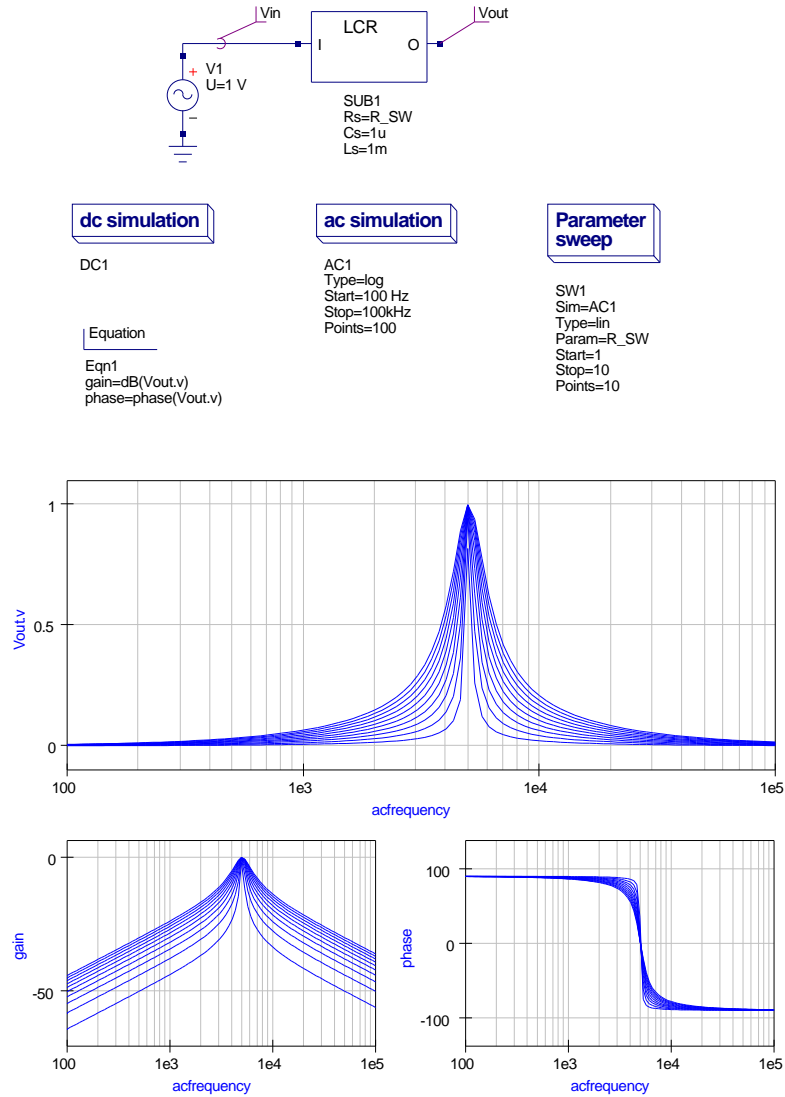 Vin
Vout
LCR
I
O
+
V1
U=1 V
–
SUB1
Rs=R_SW
Cs=1u
Ls=1m
dc simulation
DC1
ac simulation
AC1
Type=log
Start=100 Hz
Stop=100kHz
Points=100
Parameter
sweep
SW1
Sim=AC1
Type=lin
Param=R_SW
Start=1
Stop=10
Points=10
Equation
Eqn1
gain=dB(Vout.v)
phase=phase(Vout.v)
1
0.5
0
Vout.v
100
1e3
1e4
1e5
acfrequency
0
-50
gain
100
1e3
1e4
1e5
acfrequency
100
0
-100
phase
100
1e3
1e4
1e5
acfrequency